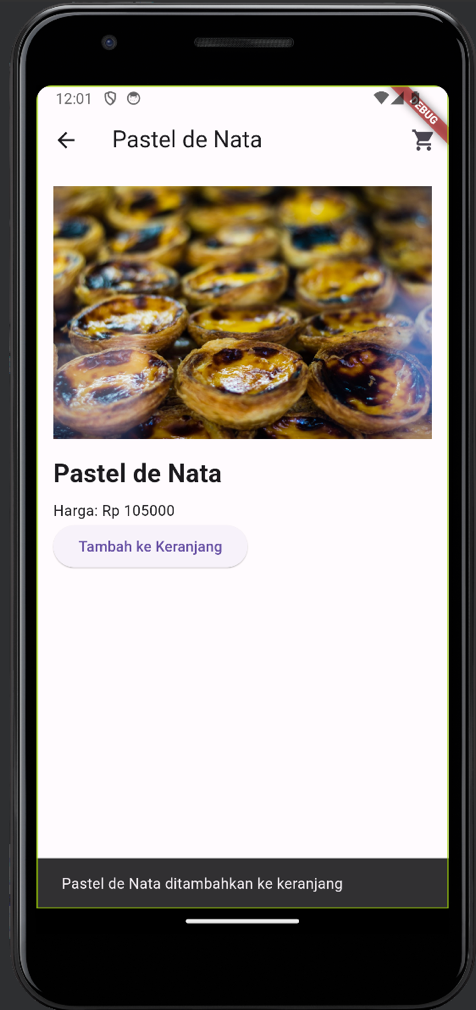 12:01
DEBUG
Pastel de Nata
Pastel de Nata
Harga: Rp 105000
Tambah ke Keranjang
Pastel de Nata ditambahkan ke keranjang